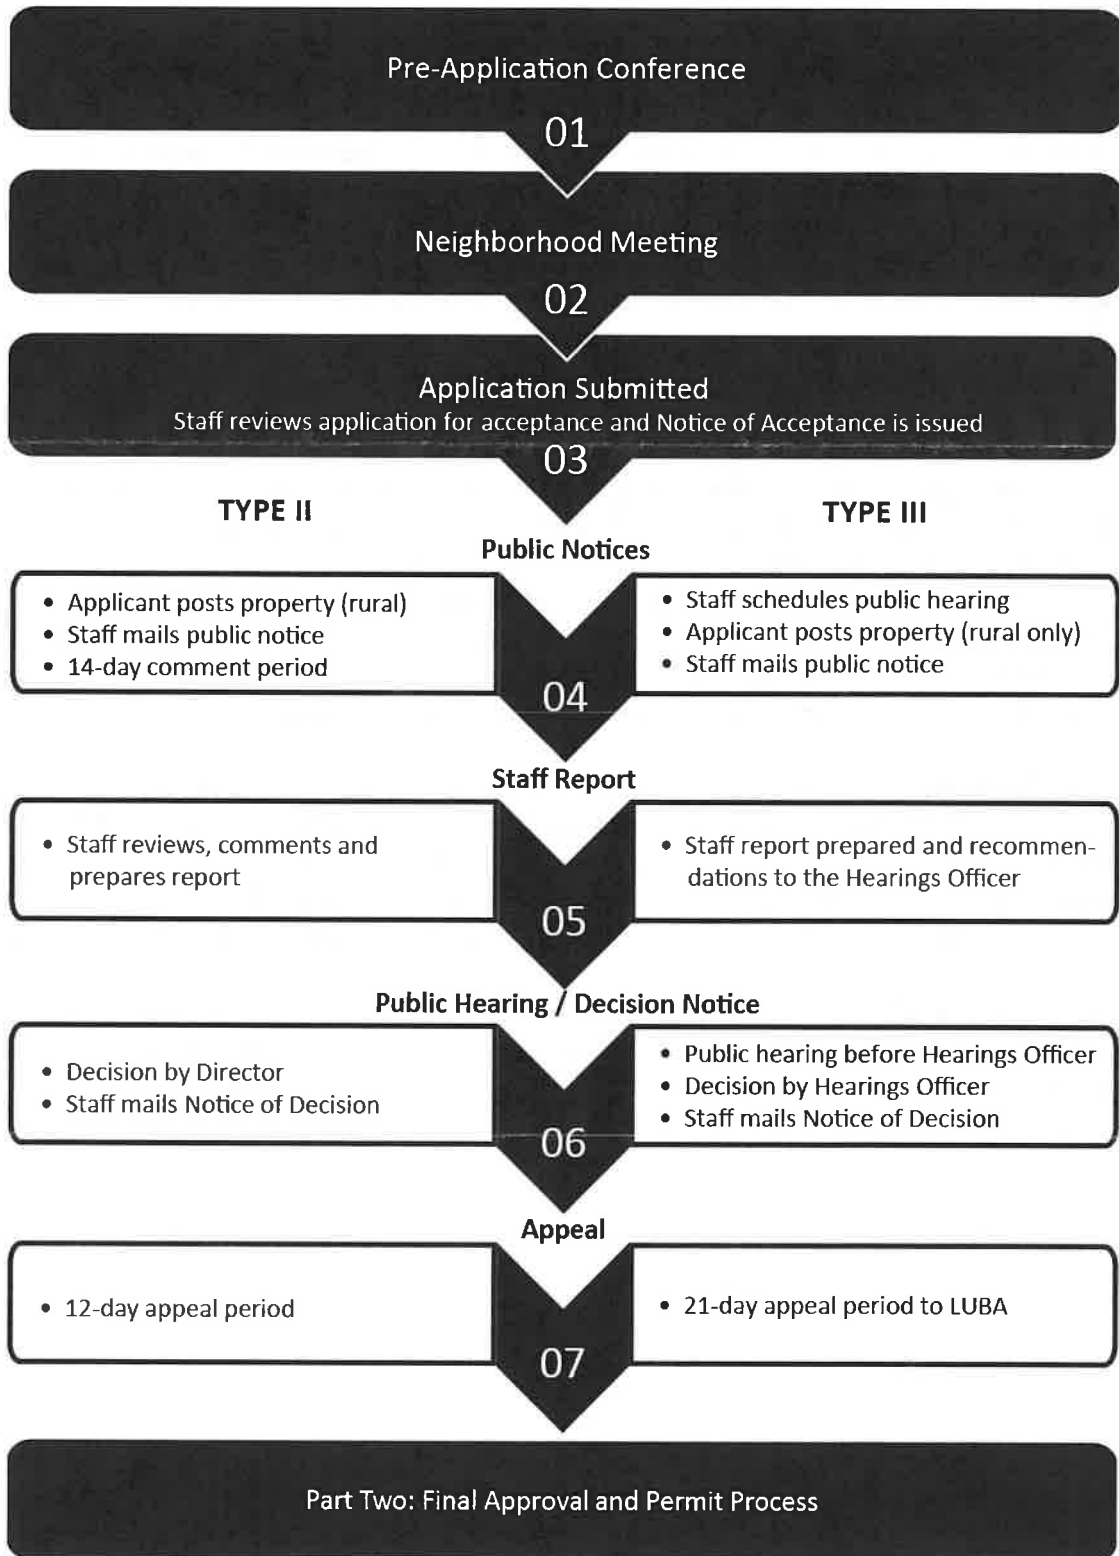 Pre-Application Conference
01
Neighborhood Meeting
02
Application Submitted
Staff reviews application for acceptance and Notice of Acceptance is issued
03
TYPE II
TYPE III
Public Notices
• Applicant posts property (rural)
• Staff mails public notice
• 14-day comment period
04
• Staff schedules public hearing
• Applicant posts property (rural only)
• Staff mails public notice
Staff Report
• Staff reviews, comments and
prepares report
05
• Staff report prepared and recommen-
dations to the Hearings Officer
Public Hearing / Decision Notice
• Decision by Director
• Staff mails Notice of Decision
06
• Public hearing before Hearings Officer
• Decision by Hearings Officer
• Staff mails Notice of Decision
Appeal
• 12-day appeal period
07
• 21-day appeal period to LUBA
Part Two: Final Approval and Permit Process